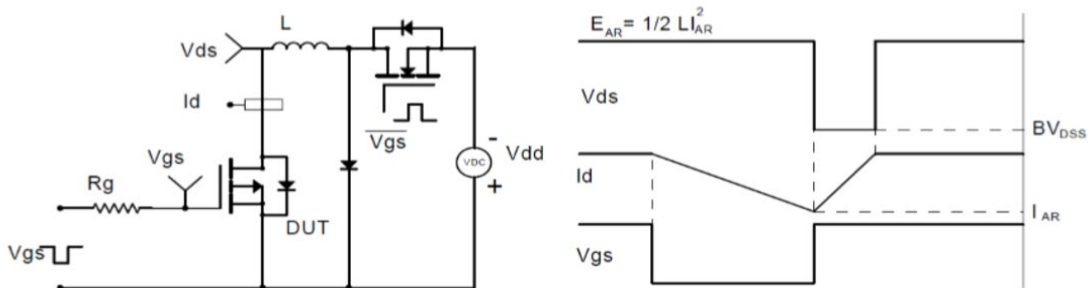 L
Vds
Id
Vgs
Vgs
Rg
DUT
Vgs
-
VDC
+
Vdd
E_AR= 1/2 LI_AR^2
Vds
BV_DSS
Id
I_AR
Vgs